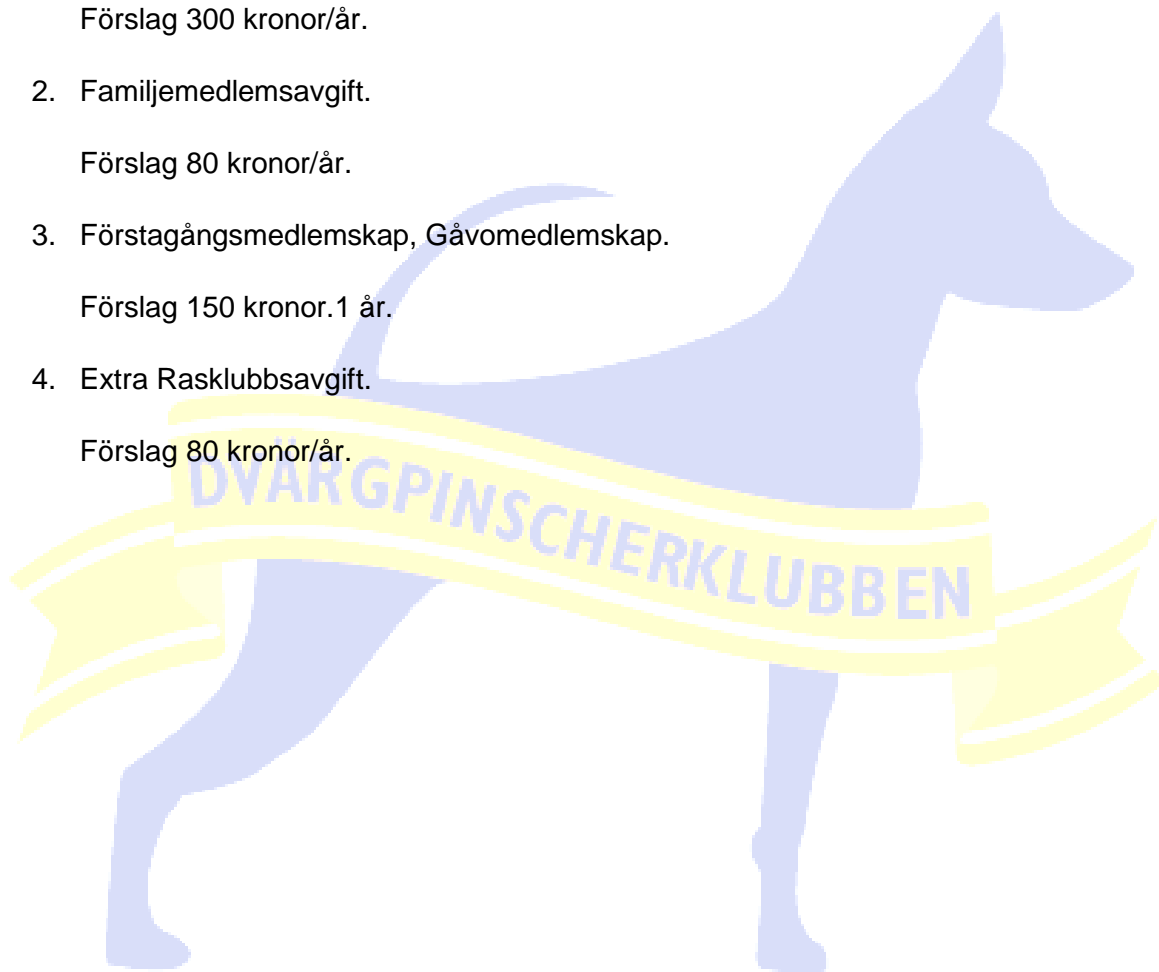 Förslag 300 kronor/år.
2. Familjemedlemsavgift.
Förslag 80 kronor/år.
3. Förstagångsmedlemskap, Gåvomedlemskap.
Förslag 150 kronor.1 år.
4. Extra Rasklubbsavgift.
Förslag 80 kronor/år.
DVÄRGPINSCHERKLUBBEN